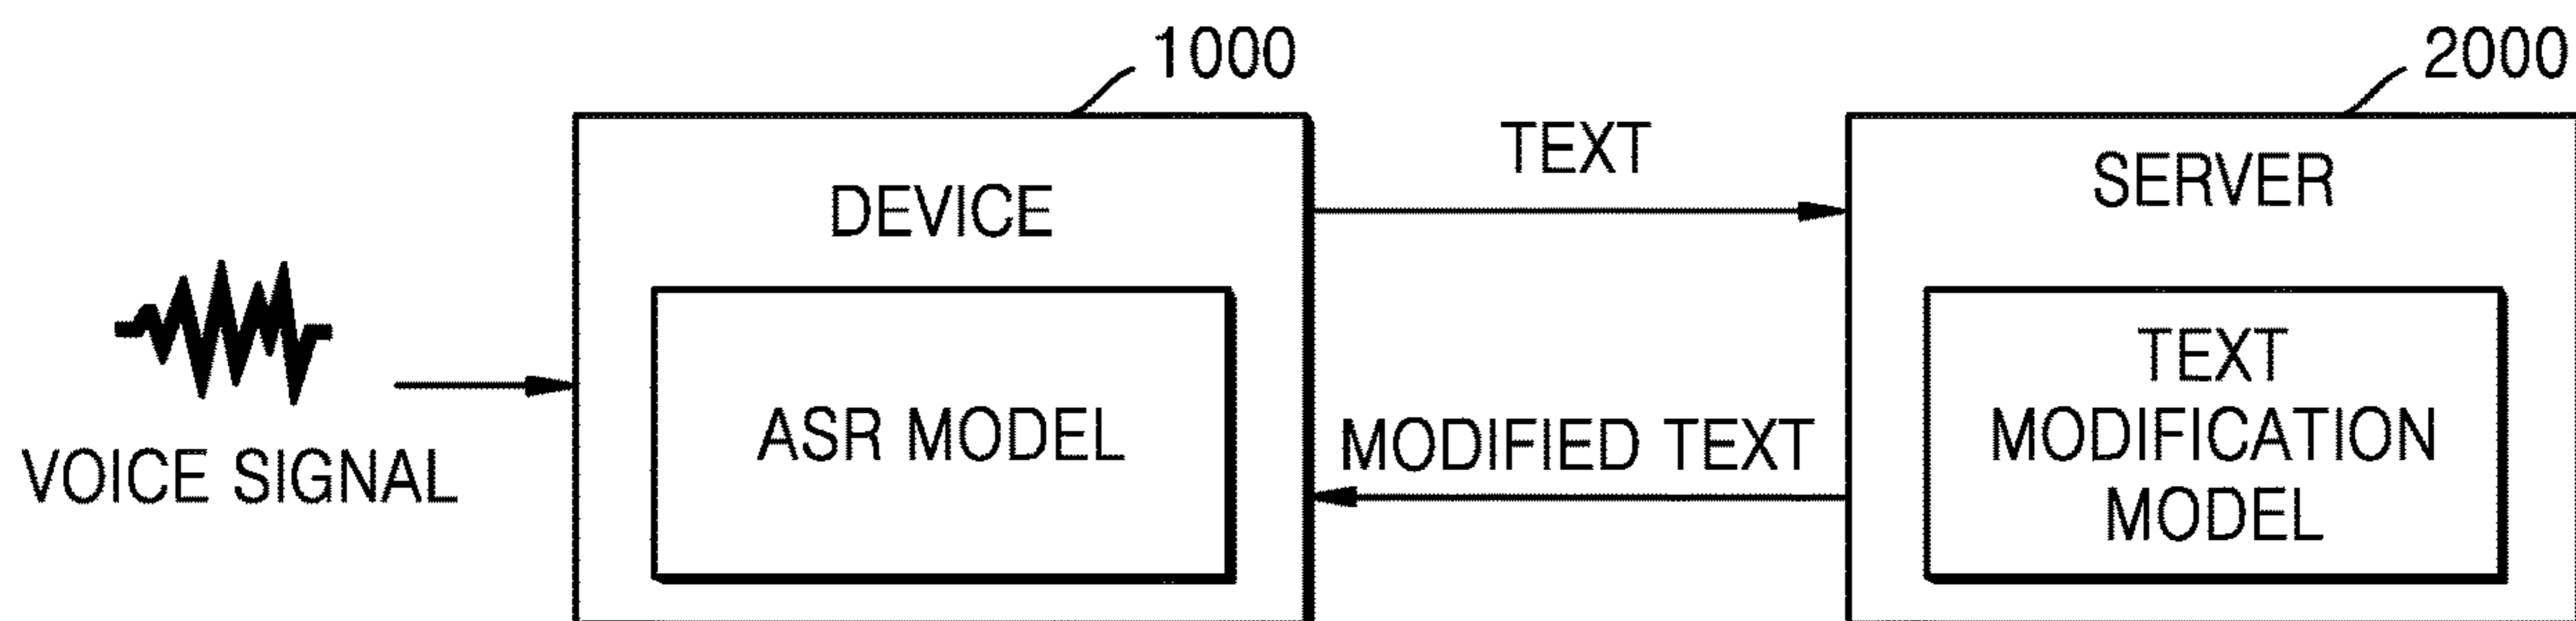 1000
2000
DEVICE
TEXT
SERVER
VOICE SIGNAL
ASR MODEL
MODIFIED TEXT
TEXT
MODIFICATION
MODEL